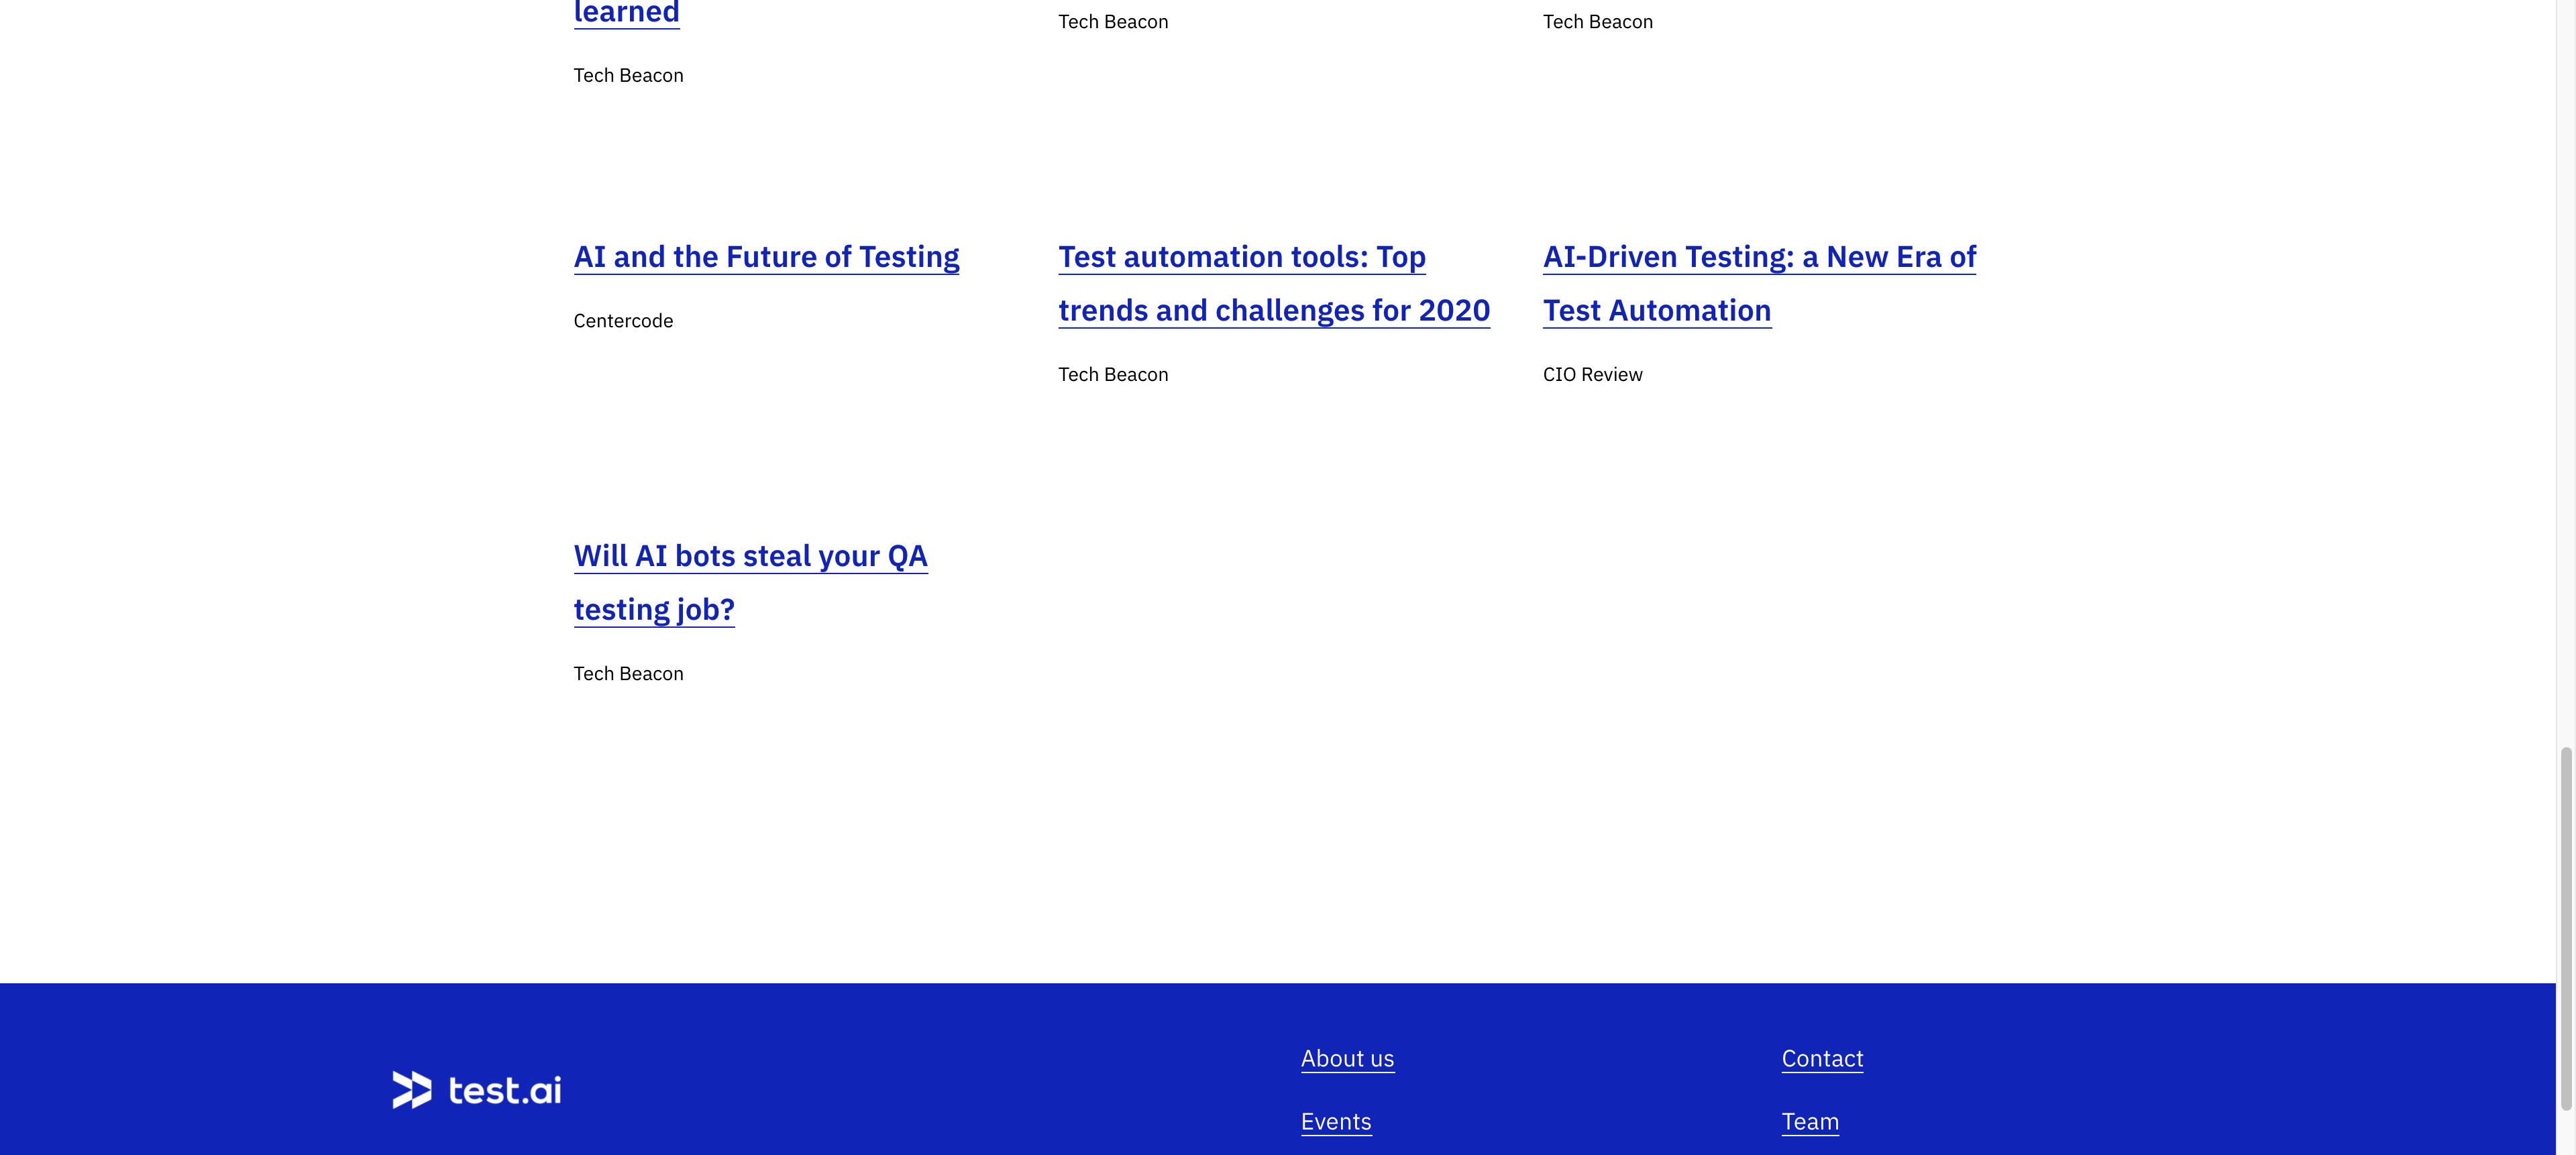 learned
Tech Beacon
Tech Beacon
Tech Beacon
AI and the Future of Testing
Centercode
Test automation tools: Top
trends and challenges for 2020
Tech Beacon
AI-Driven Testing: a New Era of
Test Automation
CIO Review
Will AI bots steal your QA
testing job?
Tech Beacon
test.ai
About us
Events
Contact
Team